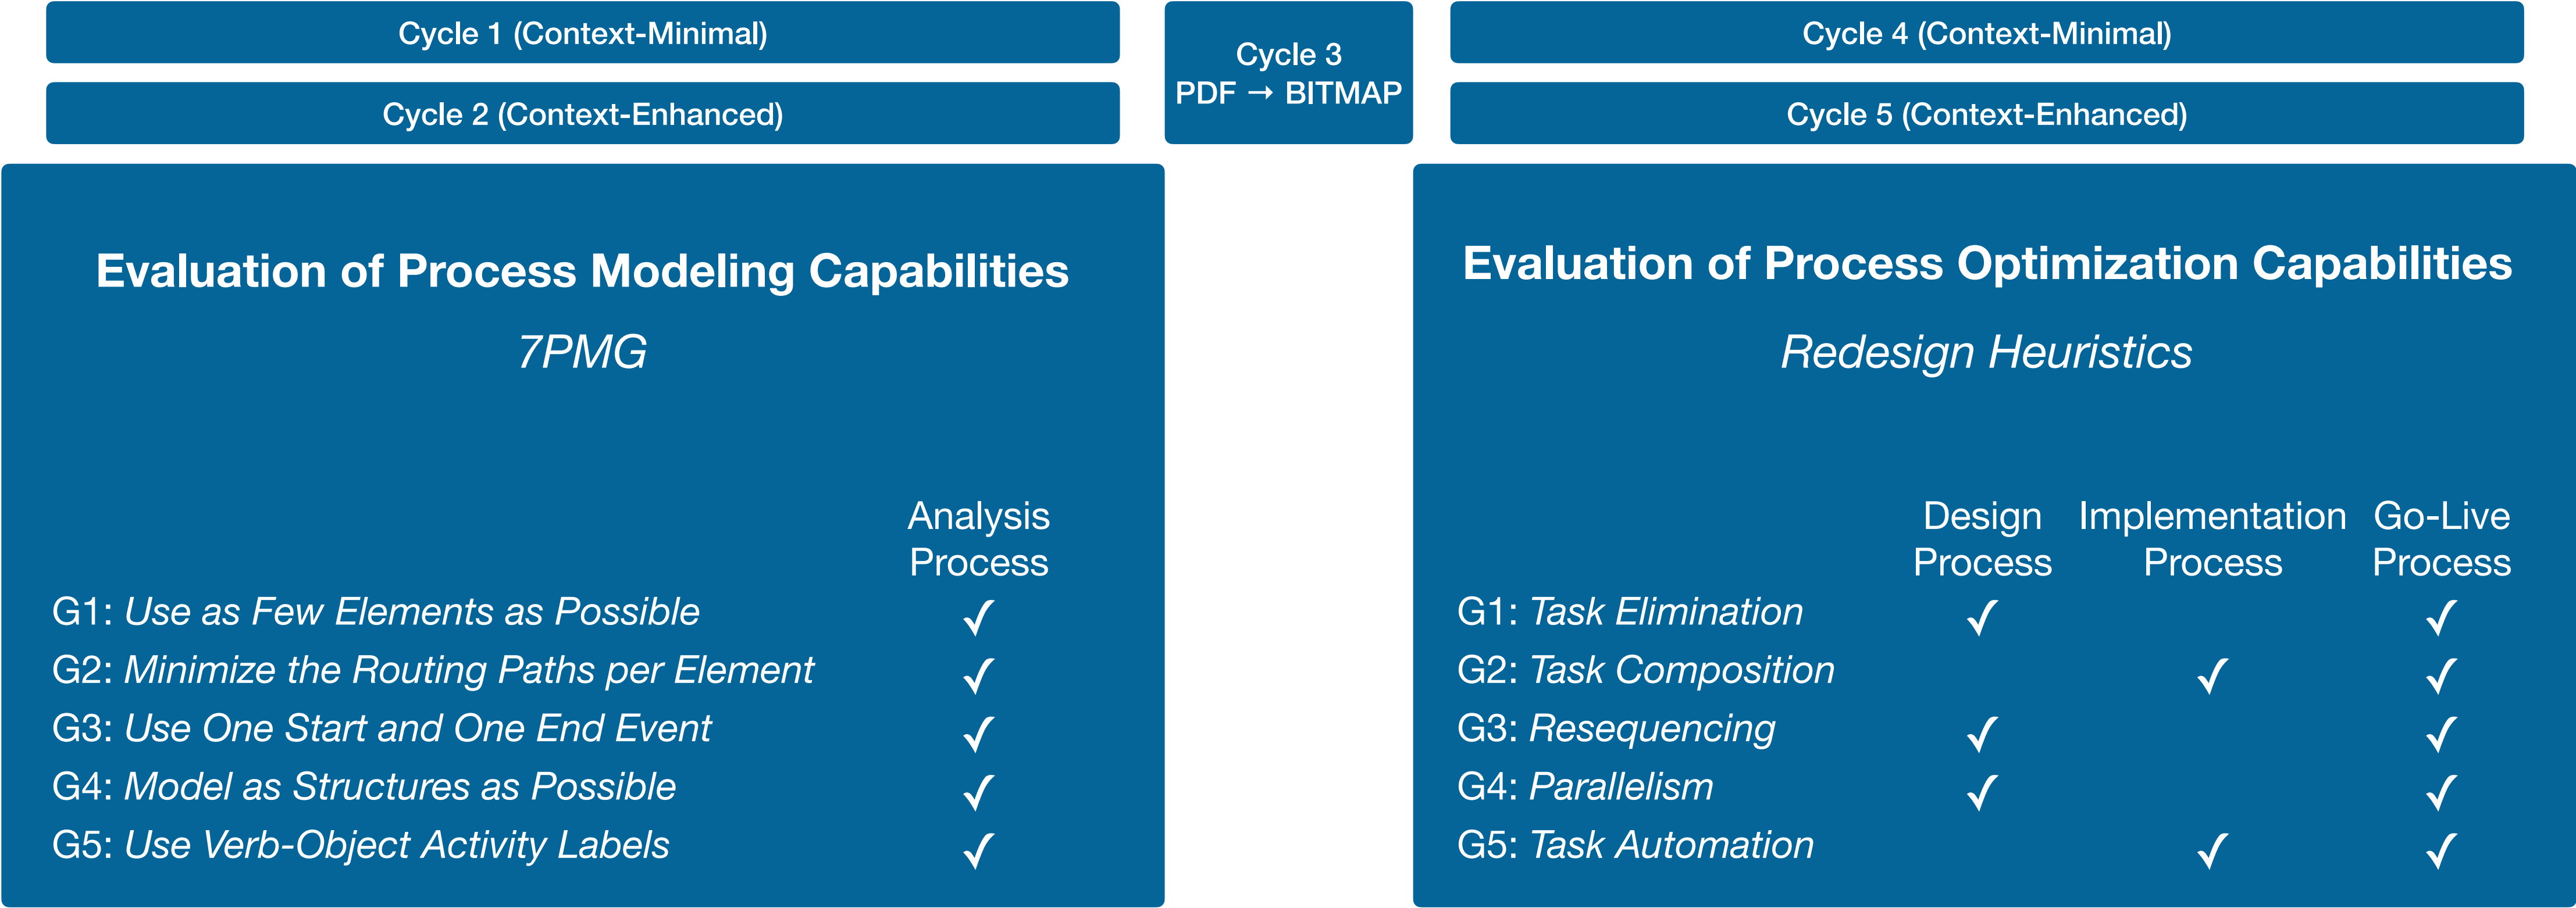 Cycle 1 (Context-Minimal)
Cycle 2 (Context-Enhanced)
Cycle 3
PDF → BITMAP
Cycle 4 (Context-Minimal)
Cycle 5 (Context-Enhanced)
Evaluation of Process Modeling Capabilities
7PMG
Analysis
Process
G1: Use as Few Elements as Possible ✓
G2: Minimize the Routing Paths per Element ✓
G3: Use One Start and One End Event ✓
G4: Model as Structures as Possible ✓
G5: Use Verb-Object Activity Labels ✓
Evaluation of Process Optimization Capabilities
Redesign Heuristics
Design Implementation Go-Live
Process Process Process
G1: Task Elimination ✓ ✓
G2: Task Composition ✓ ✓
G3: Resequencing ✓ ✓
G4: Parallelism ✓ ✓
G5: Task Automation ✓ ✓